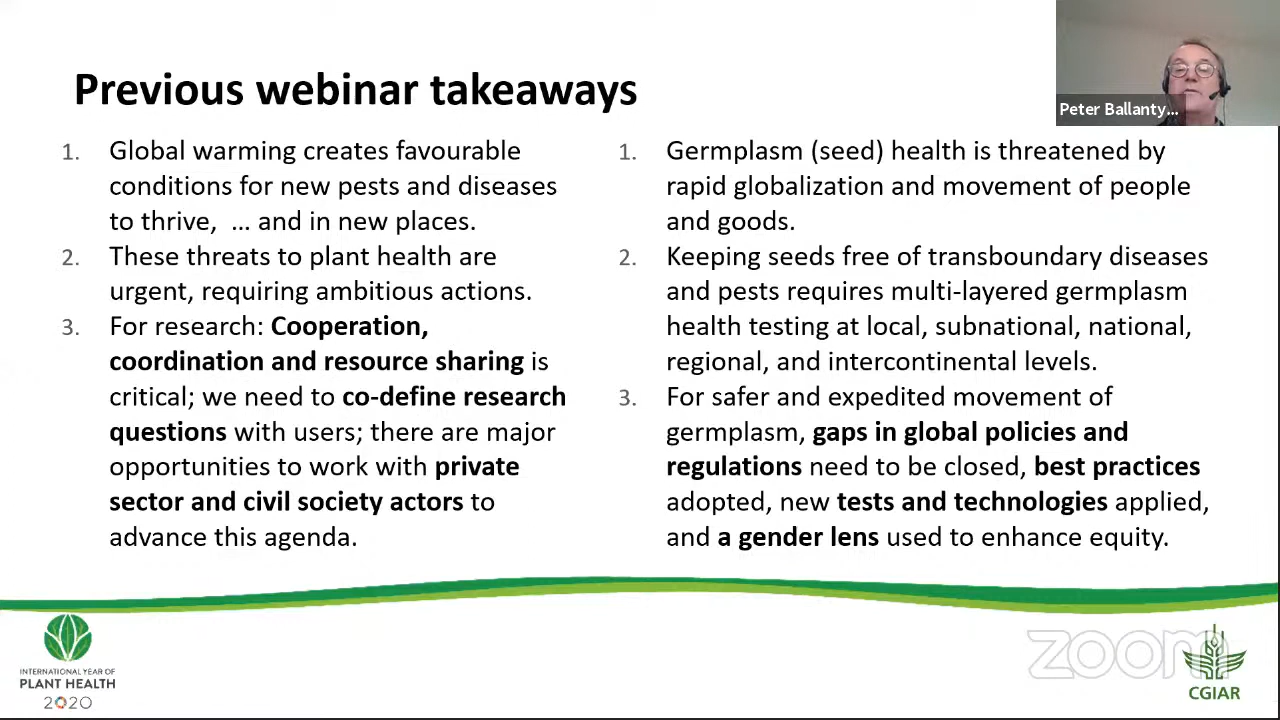 Previous webinar takeaways
Peter Ballanty...
1. Global warming creates favourable
conditions for new pests and diseases
to thrive, … and in new places.
2. These threats to plant health are
urgent, requiring ambitious actions.
3. For research: Cooperation,
coordination and resource sharing is
critical; we need to co-define research
questions with users; there are major
opportunities to work with private
sector and civil society actors to
advance this agenda.
1. Germplasm (seed) health is threatened by
rapid globalization and movement of people
and goods.
2. Keeping seeds free of transboundary diseases
and pests requires multi-layered germplasm
health testing at local, subnational, national,
regional, and intercontinental levels.
3. For safer and expedited movement of
germplasm, gaps in global policies and
regulations need to be closed, best practices
adopted, new tests and technologies applied,
and a gender lens used to enhance equity.
INTERNATIONAL YEAR OF
PLANT HEALTH
2020
zoom
CGIAR